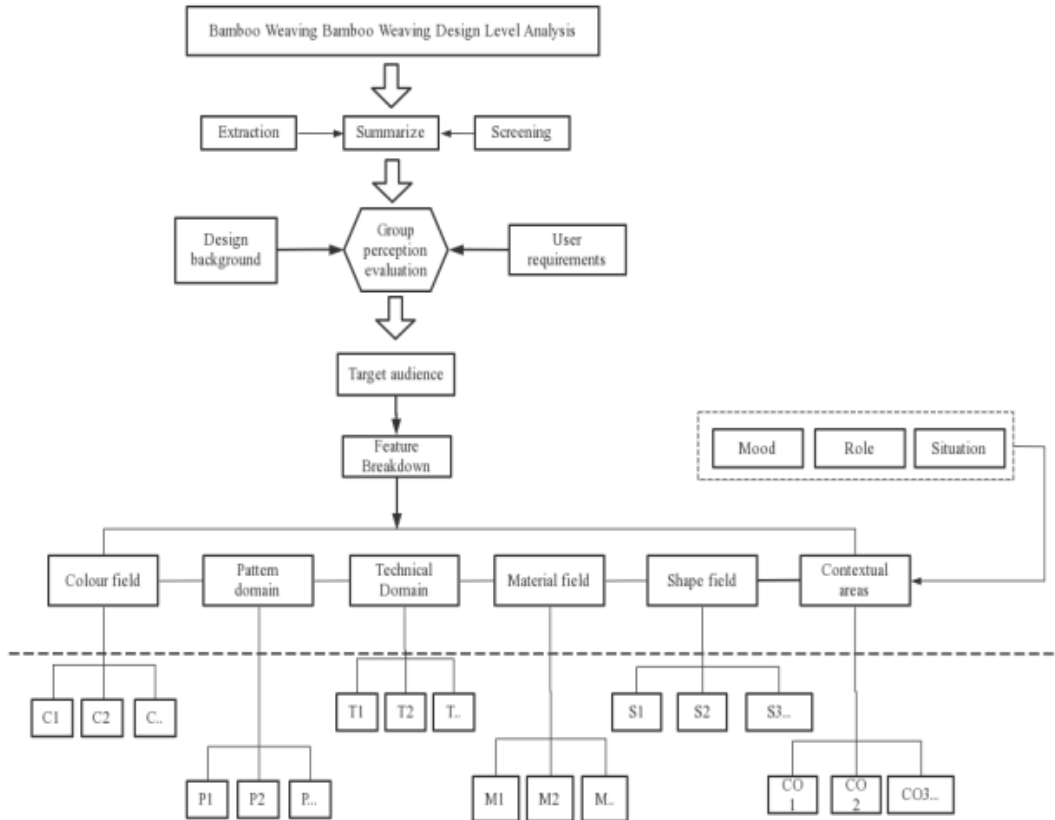 Bamboo Weaving Bamboo Weaving Design Level Analysis
Extraction
Summarize
Screening
Design
background
Group
perception
evaluation
User
requirements
Target audience
Feature
Breakdown
Mood
Role
Situation
Colour field
Pattern
domain
Technical
Domain
Material field
Shape field
Contextual
areas
C1
C2
C..
T1
T2
T..
S1
S2
S3...
P1
P2
P...
M1
M2
M..
CO
1
CO
2
CO3...